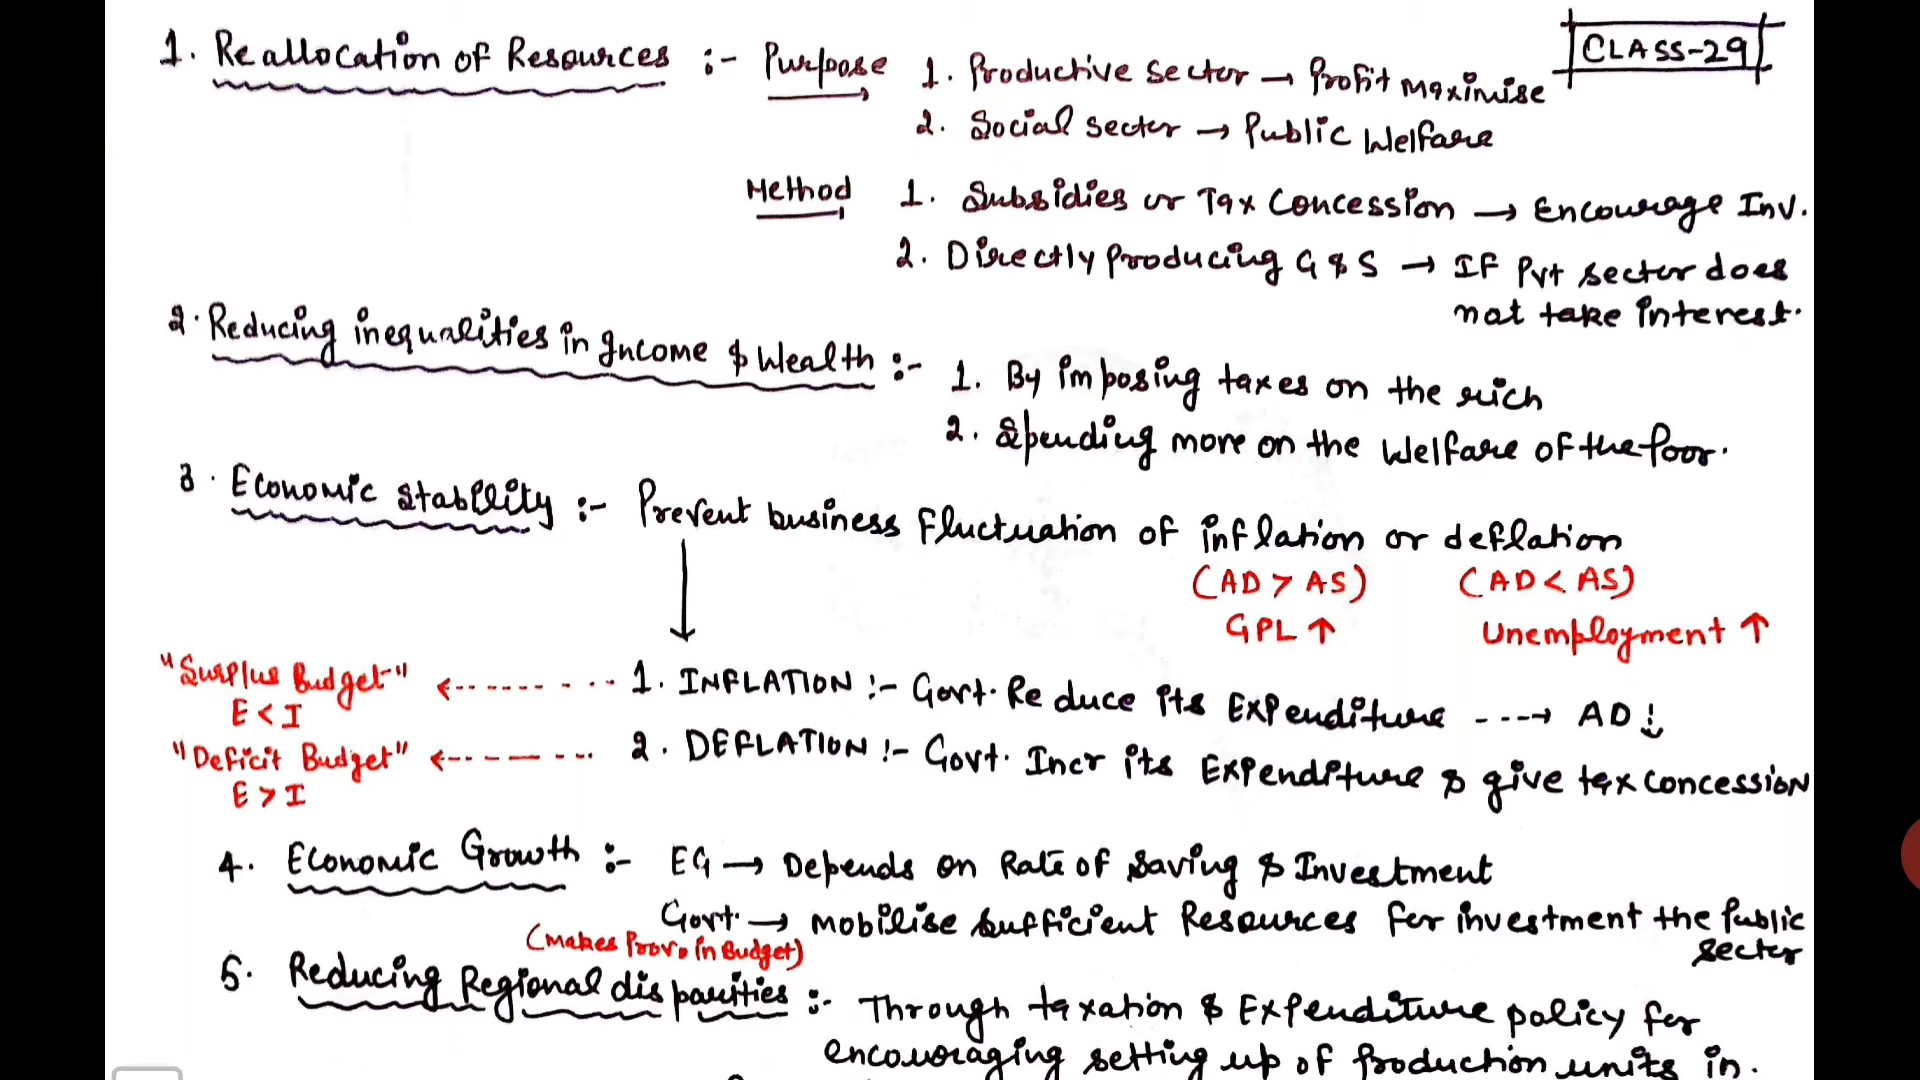 CLASS-29
1. Reallocation of Resources :- Purpose 1. Productive sector → Profit Maximise
2. Social sector → Public Welfare
Method 1. Subsidies or Tax Concession → Encourage Inv.
2. Directly Producing G & S → If Pvt sector does
not take interest.
2. Reducing inequalities in Income & Wealth :- 1. By imposing taxes on the rich
2. Spending more on the Welfare of the Poor.
3. Economic Stability :- Prevent business Fluctuation of inflation or deflation
(AD > AS) (AD < AS)
GPL ↑ Unemployment ↑
"Surplus Budget" 1. INFLATION :- Govt. Reduce its Expenditure ----→ AD ↓
E < I
"Deficit Budget" 2. DEFLATION :- Govt. Incr its Expenditure & give tax concession
E > I
4. Economic Growth :- EG → Depends on Rate of Saving & Investment
Govt. → mobilise sufficient Resources for investment the Public
sector
(Makes Prov. in Budget)
5. Reducing Regional disparities :- Through taxation & Expenditure policy for
encouraging setting up of Production units in.